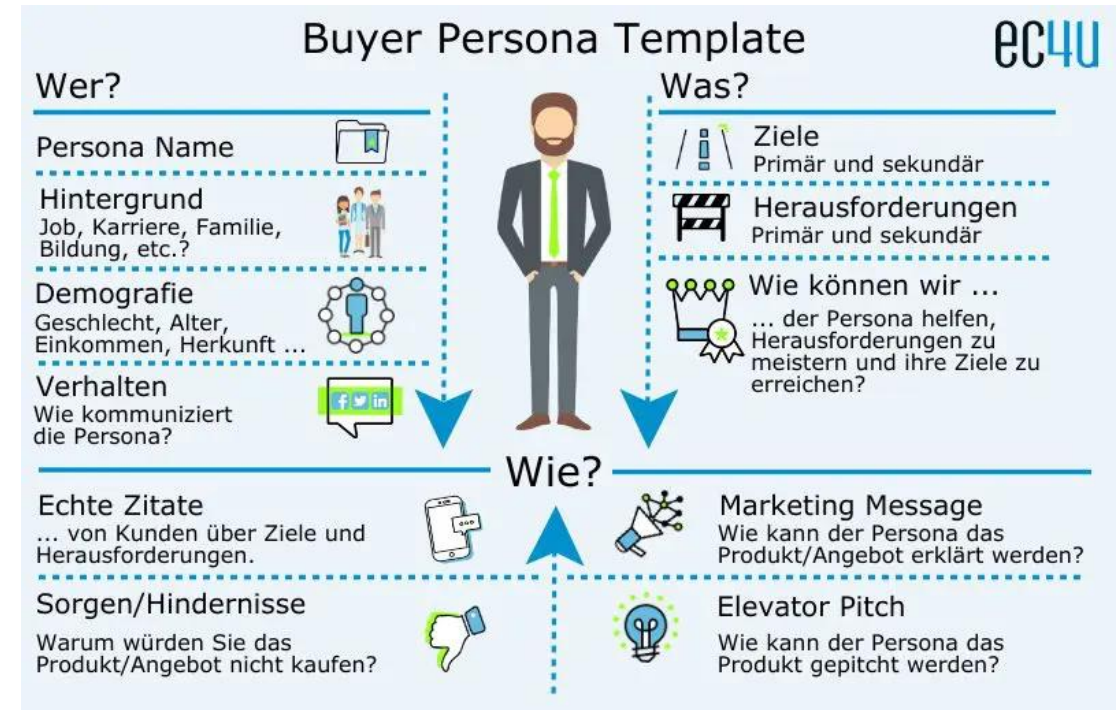 Buyer Persona Template
ec4u
Wer?
Persona Name
Hintergrund
Job, Karriere, Familie,
Bildung, etc.?
Demografie
Geschlecht, Alter,
Einkommen, Herkunft ...
Verhalten
Wie kommuniziert
die Persona?
Was?
Ziele
Primär und sekundär
Herausforderungen
Primär und sekundär
Wie können wir ...
... der Persona helfen,
Herausforderungen zu
meistern und ihre Ziele zu
erreichen?
Wie?
Echte Zitate
... von Kunden über Ziele und
Herausforderungen.
Sorgen/Hindernisse
Warum würden Sie das
Produkt/Angebot nicht kaufen?
Marketing Message
Wie kann der Persona das
Produkt/Angebot erklärt werden?
Elevator Pitch
Wie kann der Persona das
Produkt gepitcht werden?